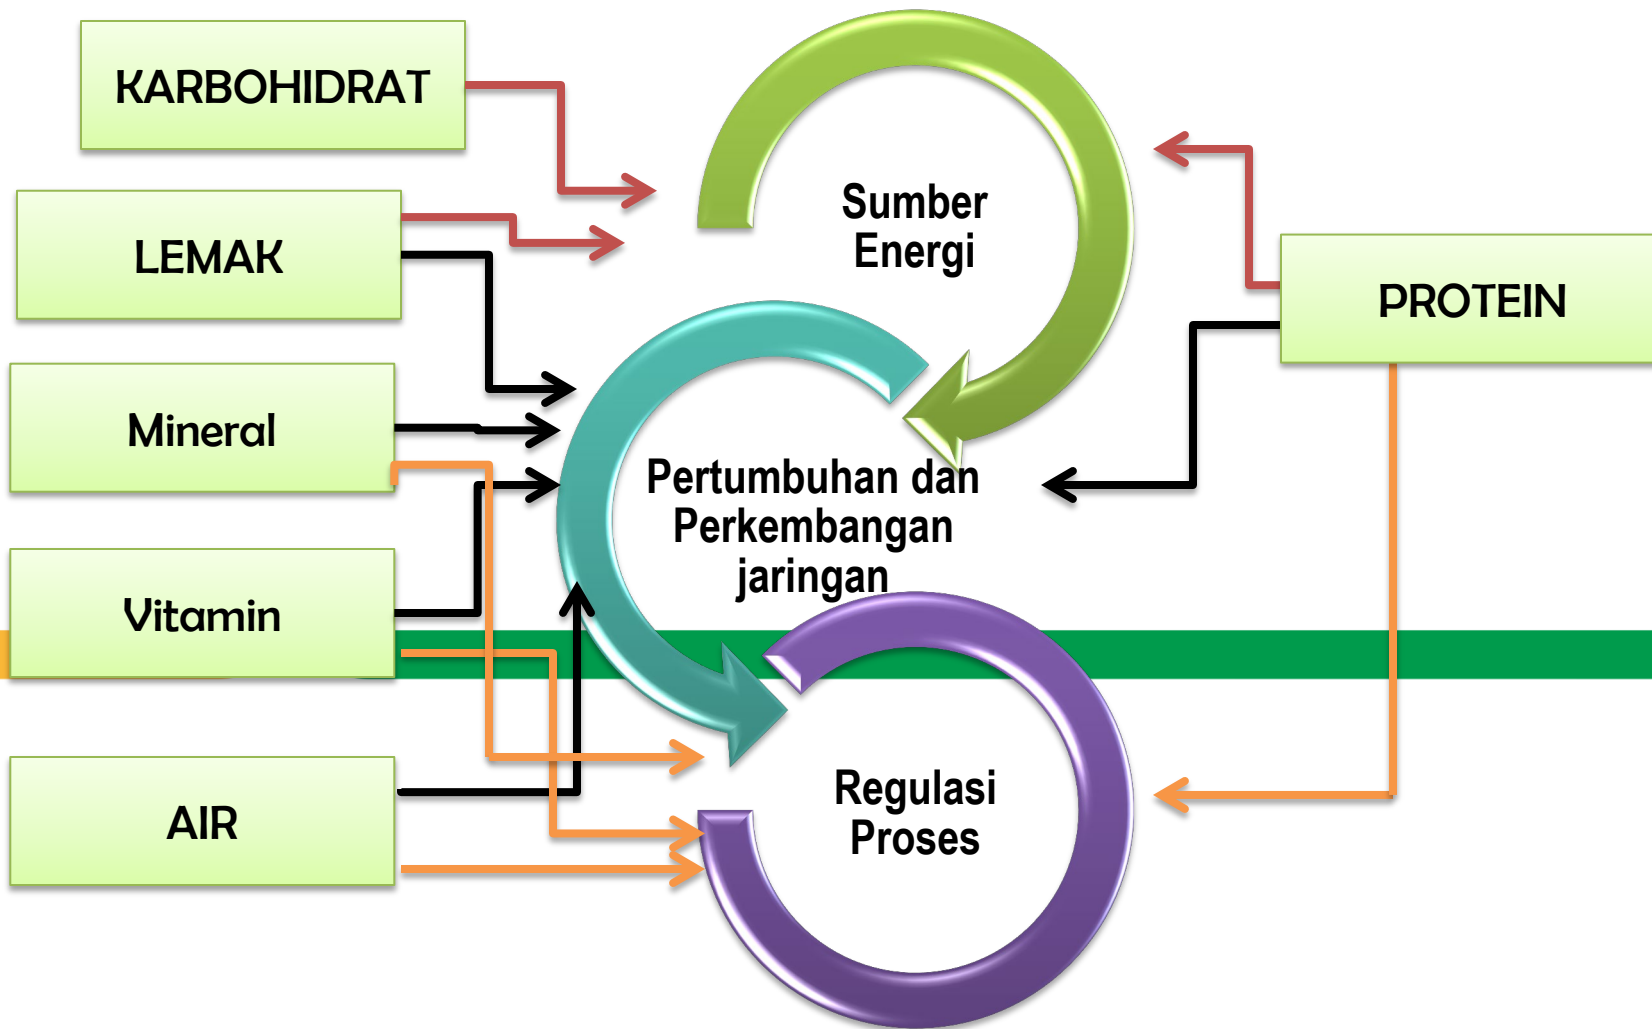 KARBOHIDRAT
LEMAK
Mineral
Vitamin
AIR
Sumber
Energi
Pertumbuhan dan
Perkembangan
jaringan
Regulasi
Proses
PROTEIN